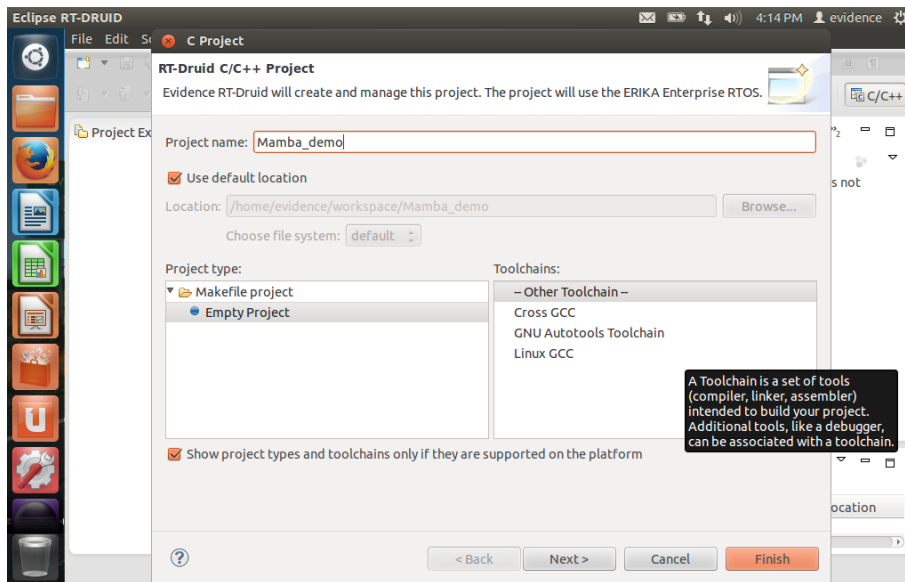 Eclipse RT-DRUID
4:14 PM evidence
File Edit So
C Project
RT-Druid C/C++ Project
Evidence RT-Druid will create and manage this project. The project will use the ERIKA Enterprise RTOS.
C/C++
Project Ex
Project name: Mamba_demo
Use default location
s not
Location: /home/evidence/workspace/Mamba_demo Browse...
Choose file system: default
Project type: Toolchains:
Makefile project -- Other Toolchain --
Empty Project Cross GCC
GNU Autotools Toolchain
Linux GCC
A Toolchain is a set of tools
(compiler, linker, assembler)
intended to build your project.
Additional tools, like a debugger,
can be associated with a toolchain.
Show project types and toolchains only if they are supported on the platform
ocation
< Back Next > Cancel Finish